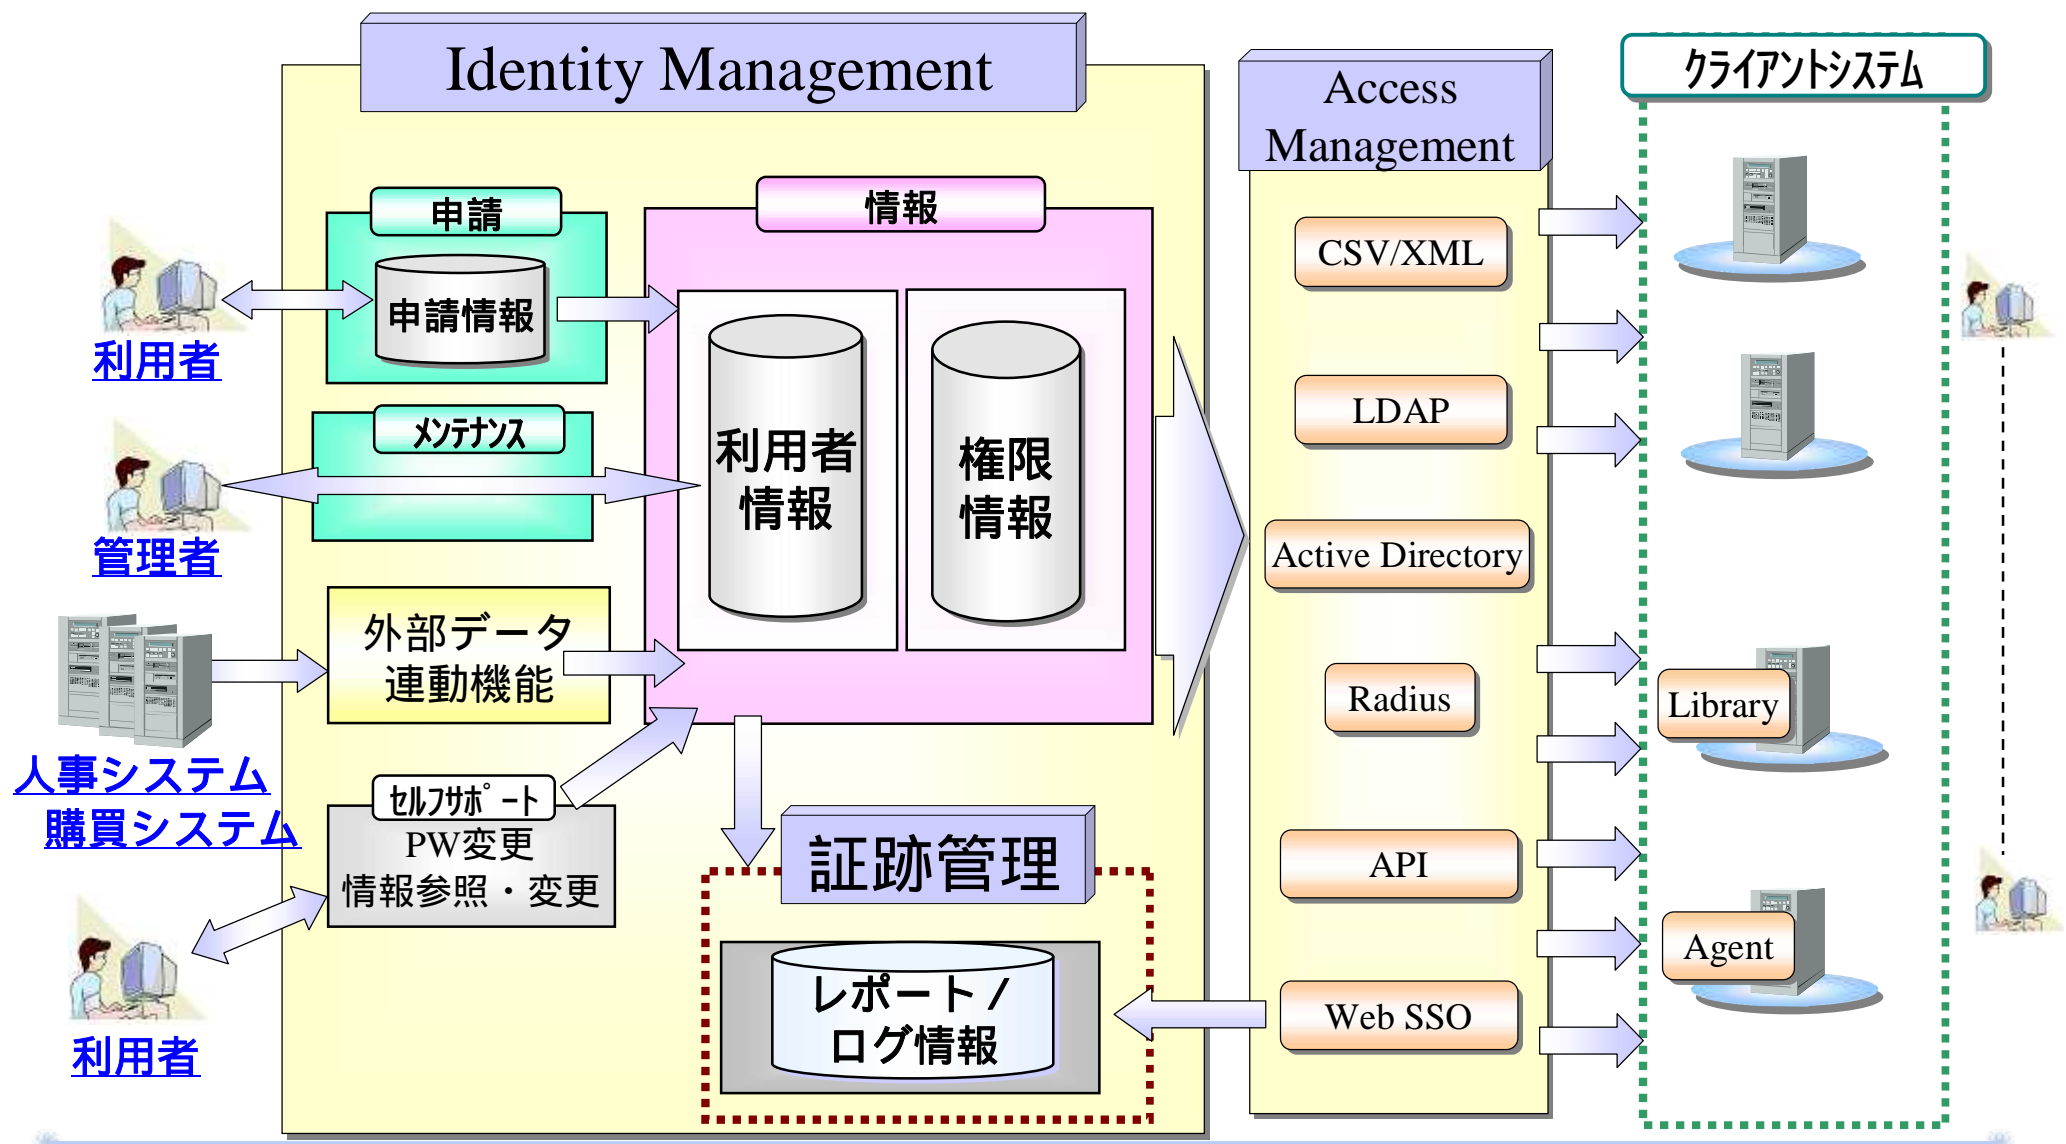 Identity Management
Access
Management
クライアントシステム
申請
申請情報
情報
利用者
情報
権限
情報
利用者
メンテナンス
管理者
外部データ
連動機能
人事システム
購買システム
セルフサポート
PW変更
情報参照・変更
利用者
証跡管理
レポート／
ログ情報
CSV/XML
LDAP
Active Directory
Radius
API
Web SSO
Library
Agent